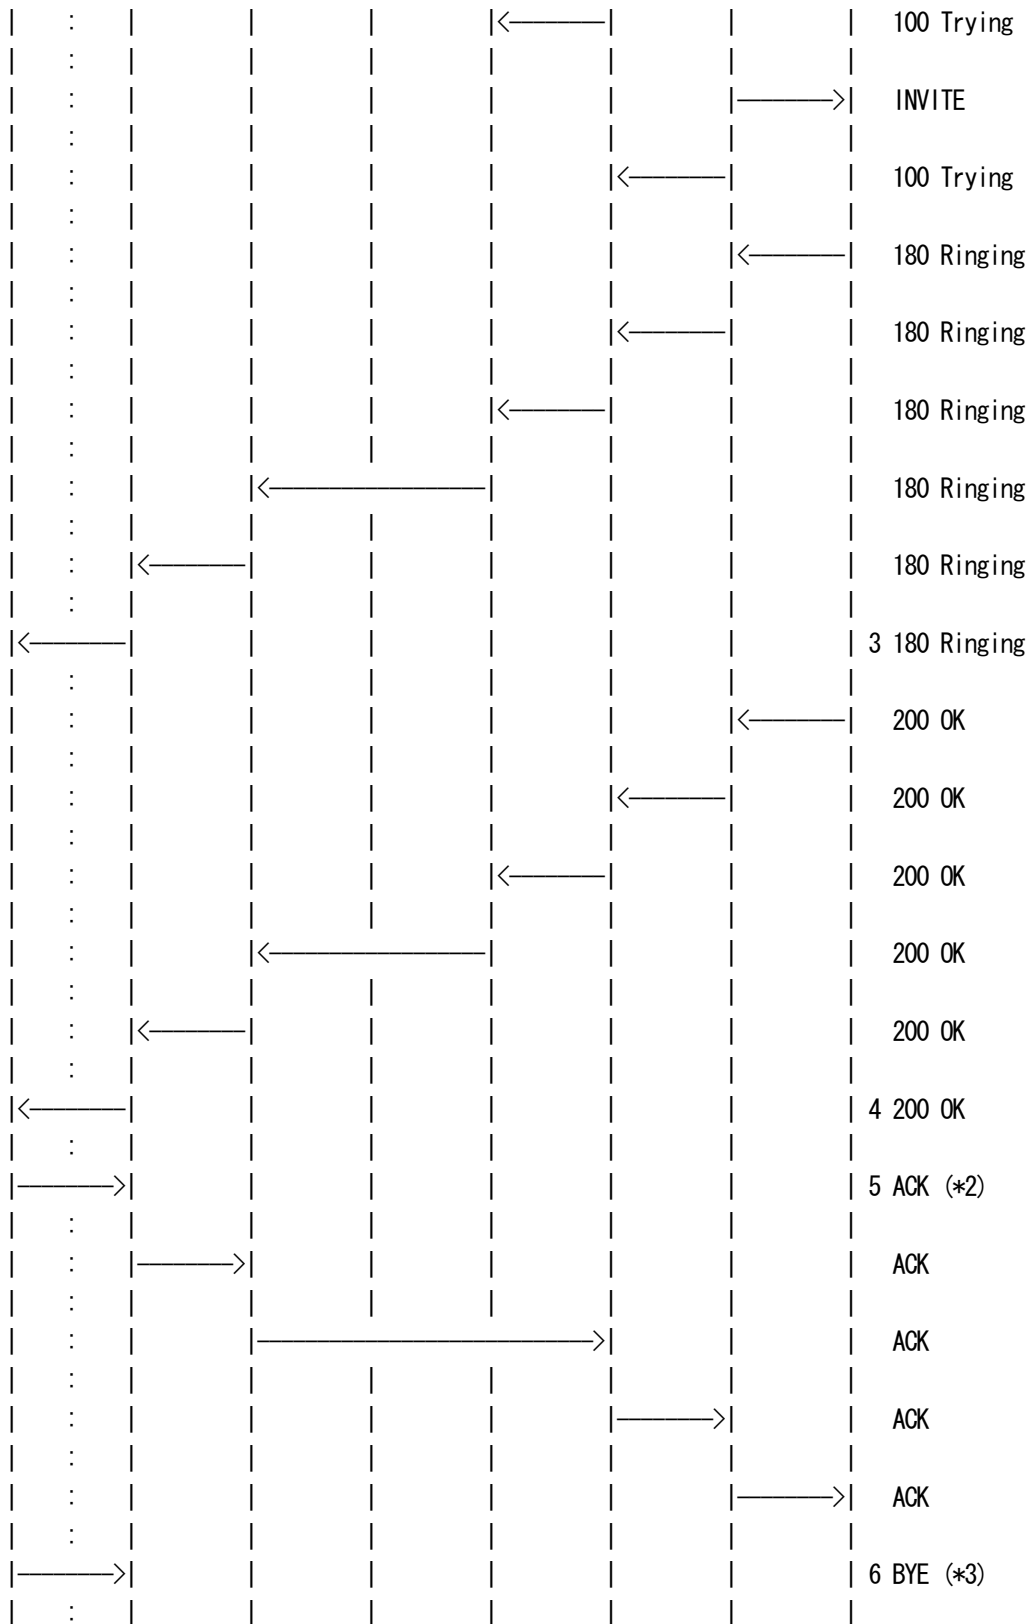 100 Trying
INVITE
100 Trying
180 Ringing
180 Ringing
180 Ringing
180 Ringing
180 Ringing
3 180 Ringing
200 OK
200 OK
200 OK
200 OK
200 OK
4 200 OK
5 ACK (*2)
ACK
ACK
ACK
ACK
6 BYE (*3)